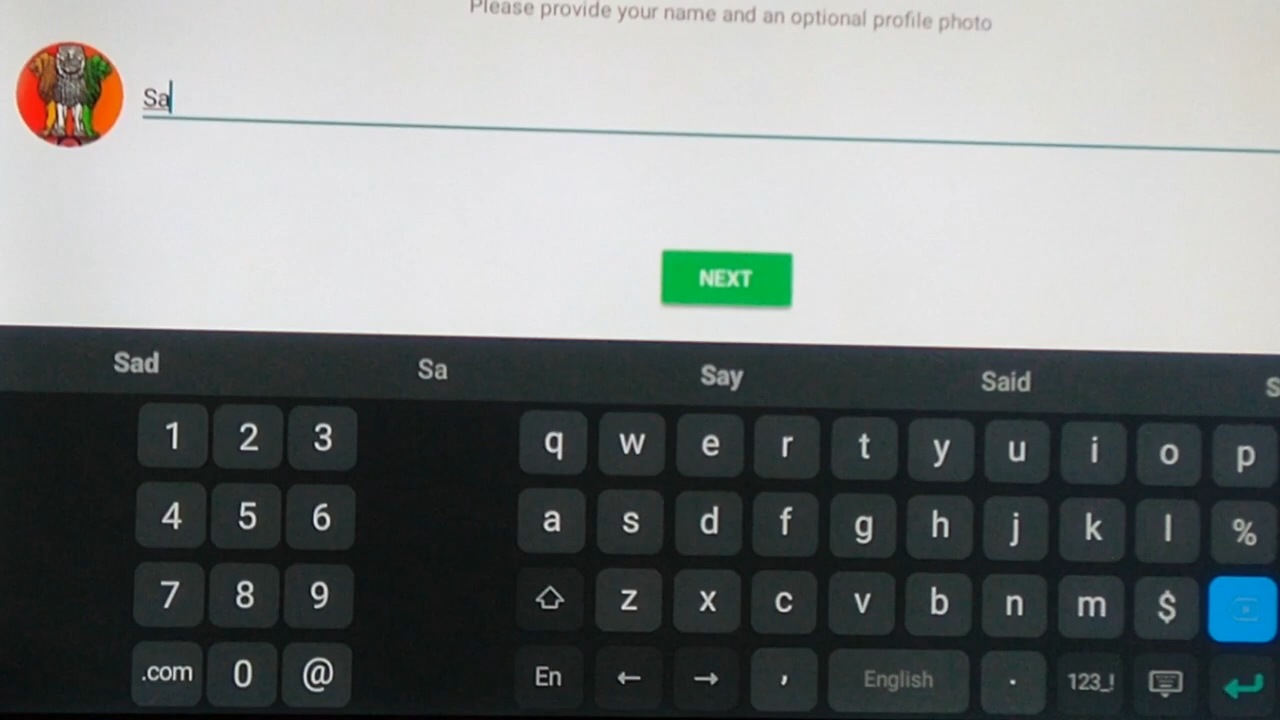 Please provide your name and an optional profile photo
Sa
NEXT
Sad Sa Say Said S
1 2 3 q w e r t y u i o p
4 5 6 a s d f g h j k l %
7 8 9 z x c v b n m $
.com 0 @ En ← → , English . 123_!